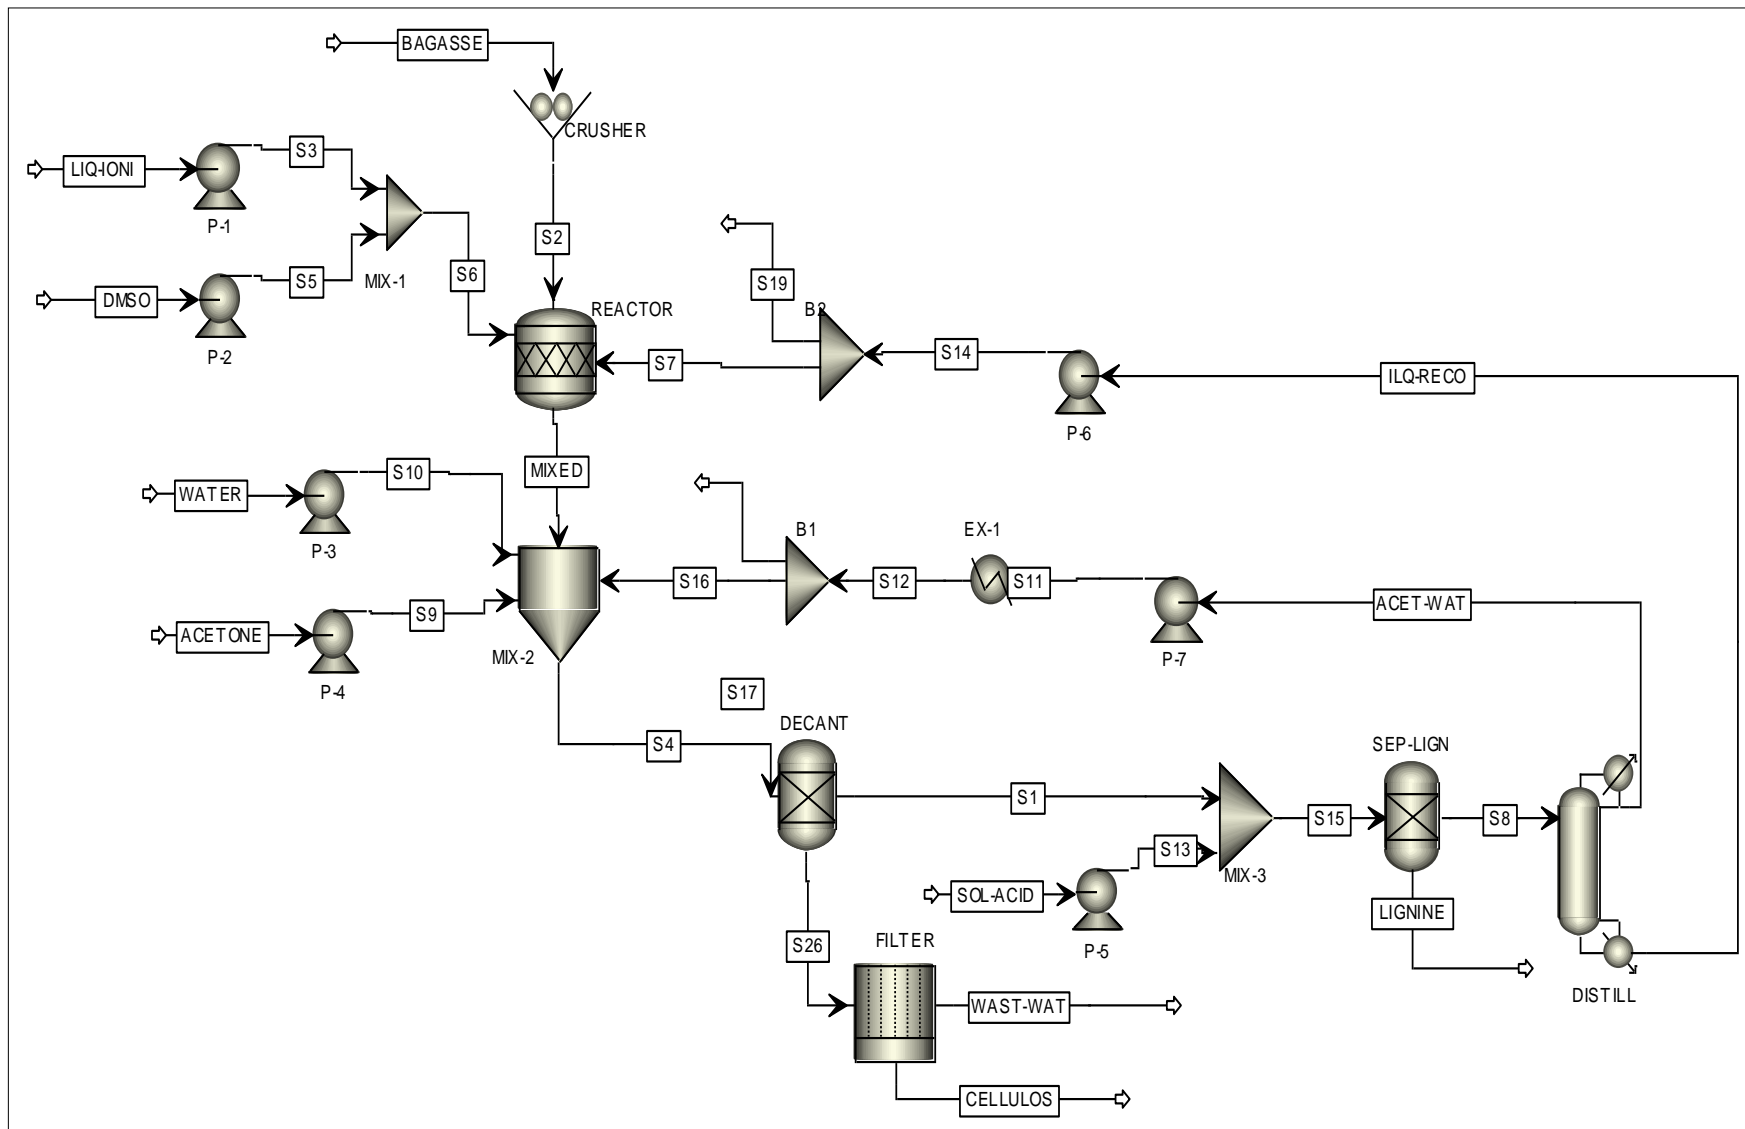 BAGASSE
CRUSHER
LIQ-IONI
S3
P-1
S2
S19
DMSO
S5
P-2
MIX-1
S6
REACTOR
B2
S7
S14
P-6
ILQ-RECO
MIXED
WATER
S10
P-3
B1
EX-1
S16
S12
S11
ACET-WAT
P-7
ACETONE
S9
P-4
MIX-2
S17
DECANT
S4
SEP-LIGN
S1
S15
S8
S13
MIX-3
SOL-ACID
P-5
LIGNINE
S26
FILTER
DISTILL
WAST-WAT
CELLULOS